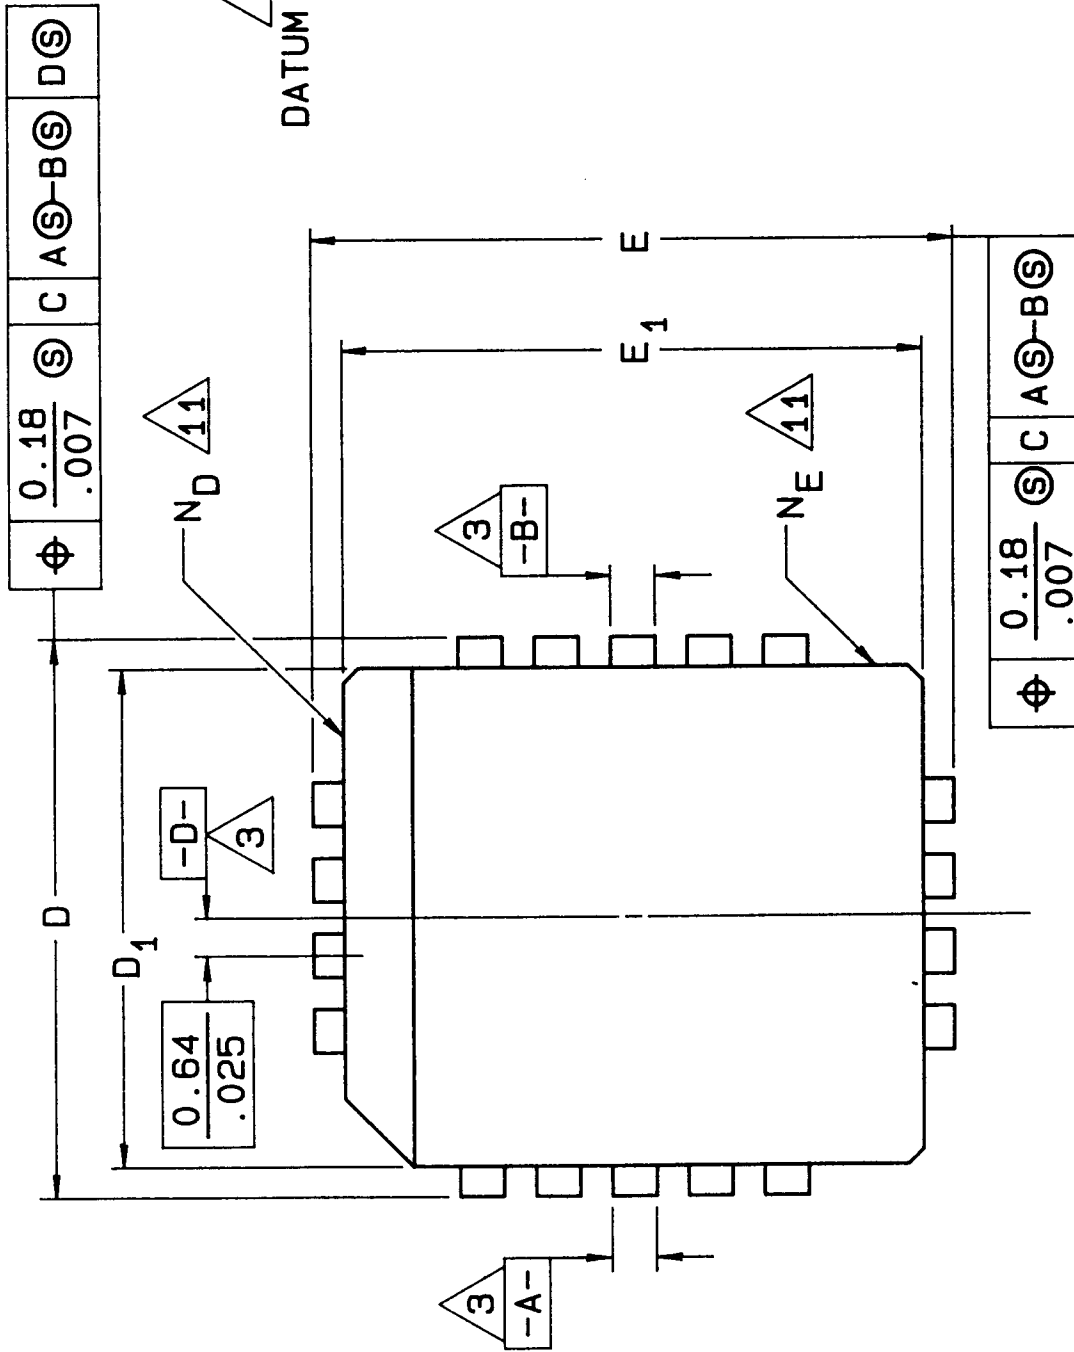 ⌖ 0.18 Ⓢ C AⓈ-BⓈ DⓈ
.007
DATUM
D
D1
0.64
.025
-D-
3
ND 11
E1
E
3
-B-
NE 11
3
-A-
⌖ 0.18 Ⓢ C AⓈ-BⓈ
.007